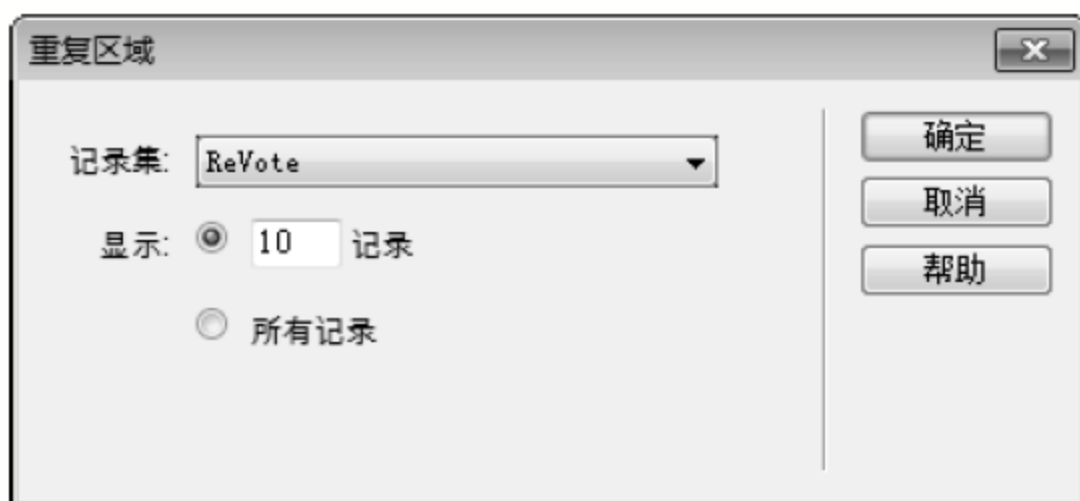 重复区域
记录集: ReVote
显示: 10 记录
所有记录
确定
取消
帮助